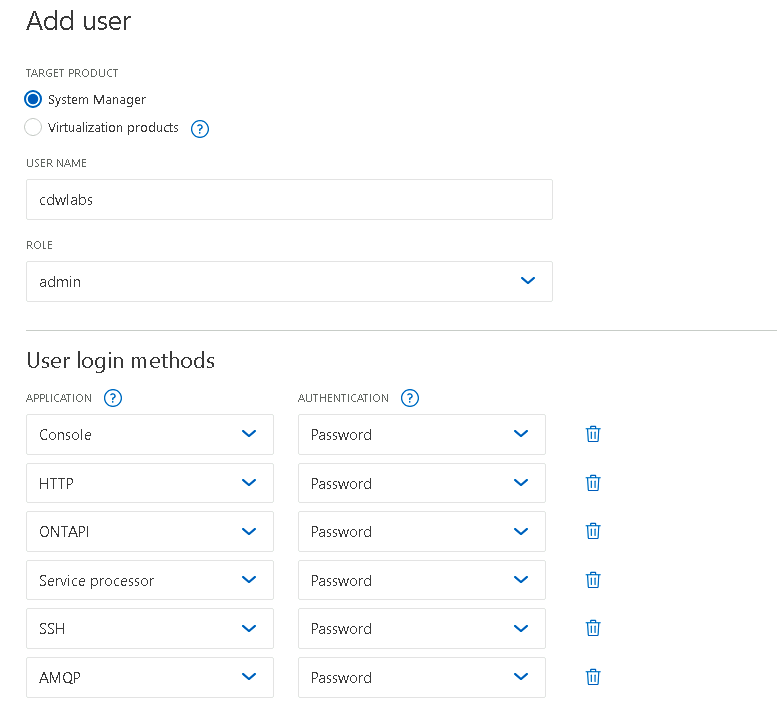 Add user
TARGET PRODUCT
System Manager
Virtualization products ?
USER NAME
cdwlabs
ROLE
admin
User login methods
APPLICATION ? AUTHENTICATION ?
Console Password
HTTP Password
ONTAPI Password
Service processor Password
SSH Password
AMQP Password